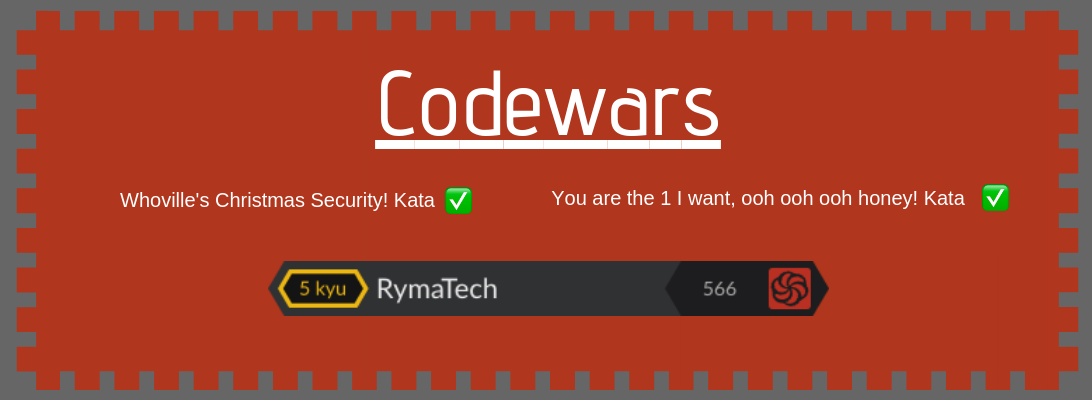 Codewars
Whoville's Christmas Security! Kata ✅
You are the 1 I want, ooh ooh ooh honey! Kata ✅
5 kyu RymaTech 566